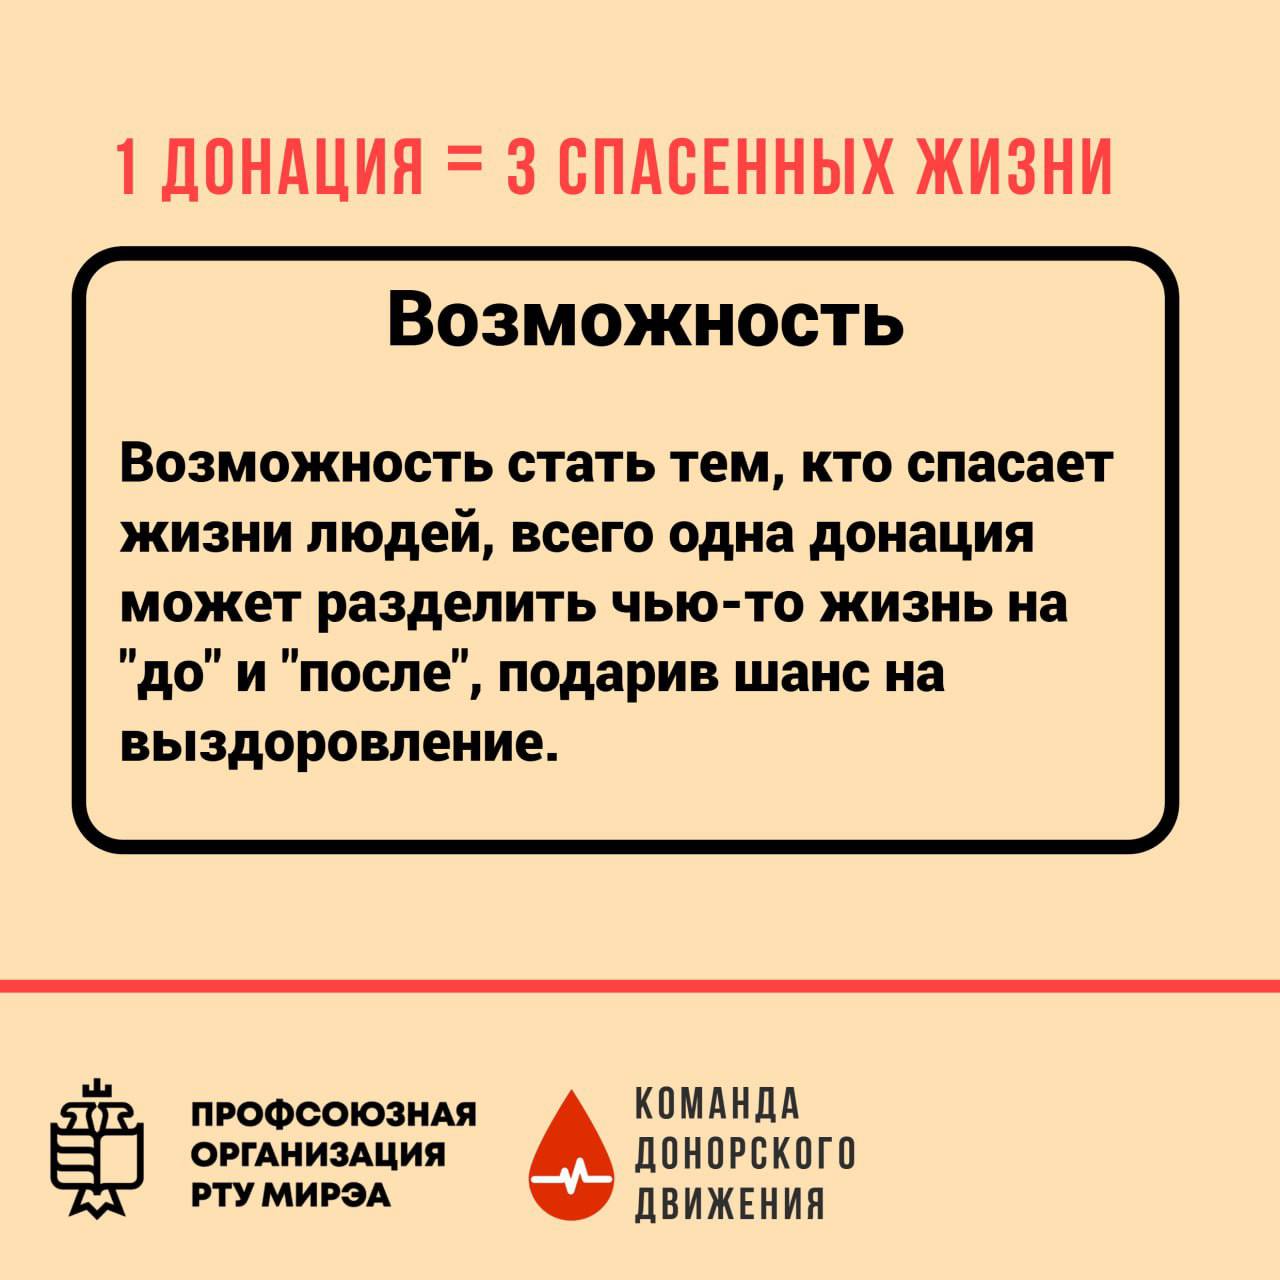 1 ДОНАЦИЯ = 3 СПАСЕННЫХ ЖИЗНИ
Возможность
Возможность стать тем, кто спасает
жизни людей, всего одна донация
может разделить чью-то жизнь на
"до" и "после", подарив шанс на
выздоровление.
ПРОФСОЮЗНАЯ
ОРГАНИЗАЦИЯ
РТУ МИРЭА
КОМАНДА
ДОНОРСКОГО
ДВИЖЕНИЯ